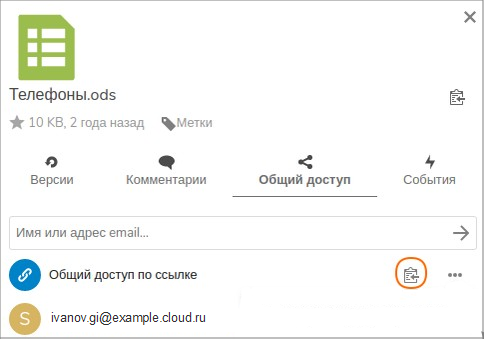 Телефоны.ods
10 KB, 2 года назад Метки
Версии Комментарии Общий доступ События
Имя или адрес email...
Общий доступ по ссылке
S ivanov.gi@example.cloud.ru